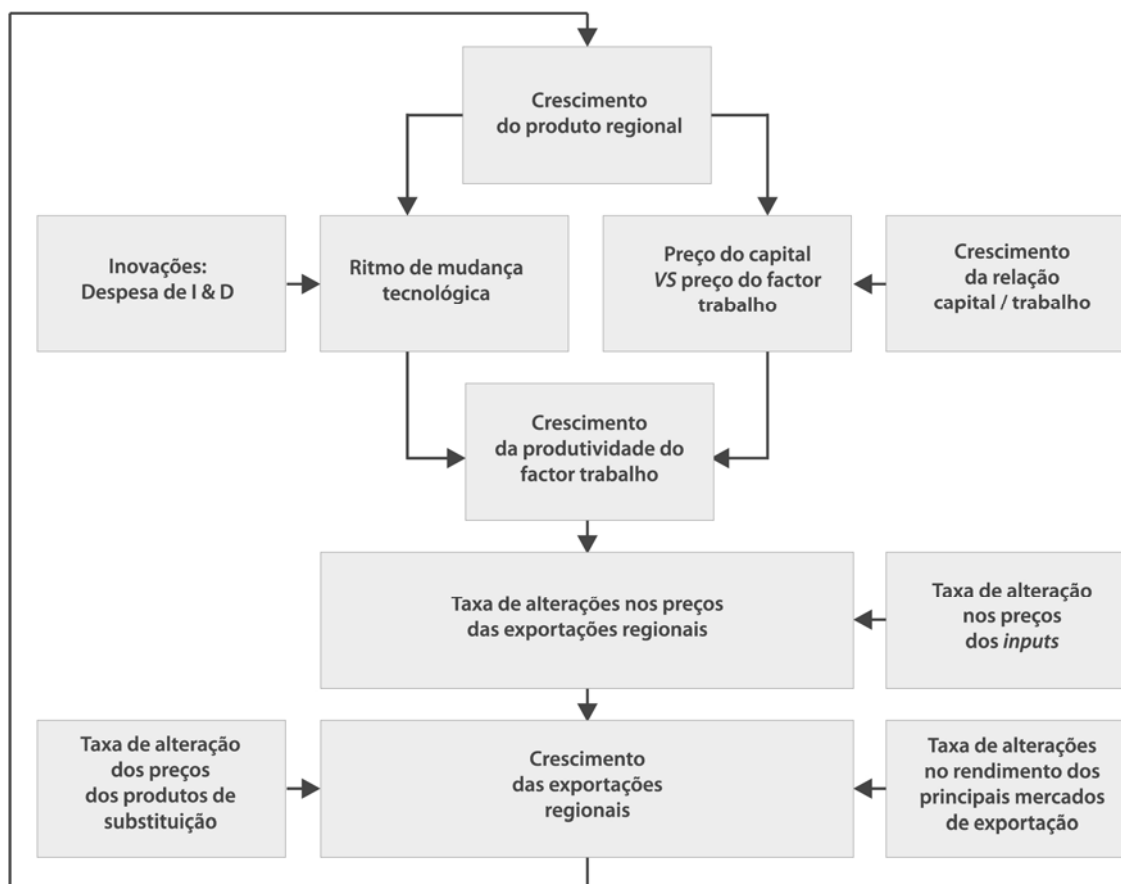 Crescimento
do produto regional
Inovações:
Despesa de I & D
Ritmo de mudança
tecnológica
Preço do capital
VS preço do factor
trabalho
Crescimento
da relação
capital / trabalho
Crescimento
da produtividade do
factor trabalho
Taxa de alterações nos preços
das exportações regionais
Taxa de alteração
nos preços
dos inputs
Taxa de alteração
dos preços
dos produtos de
substituição
Crescimento
das exportações
regionais
Taxa de alterações
no rendimento dos
principais mercados
de exportação